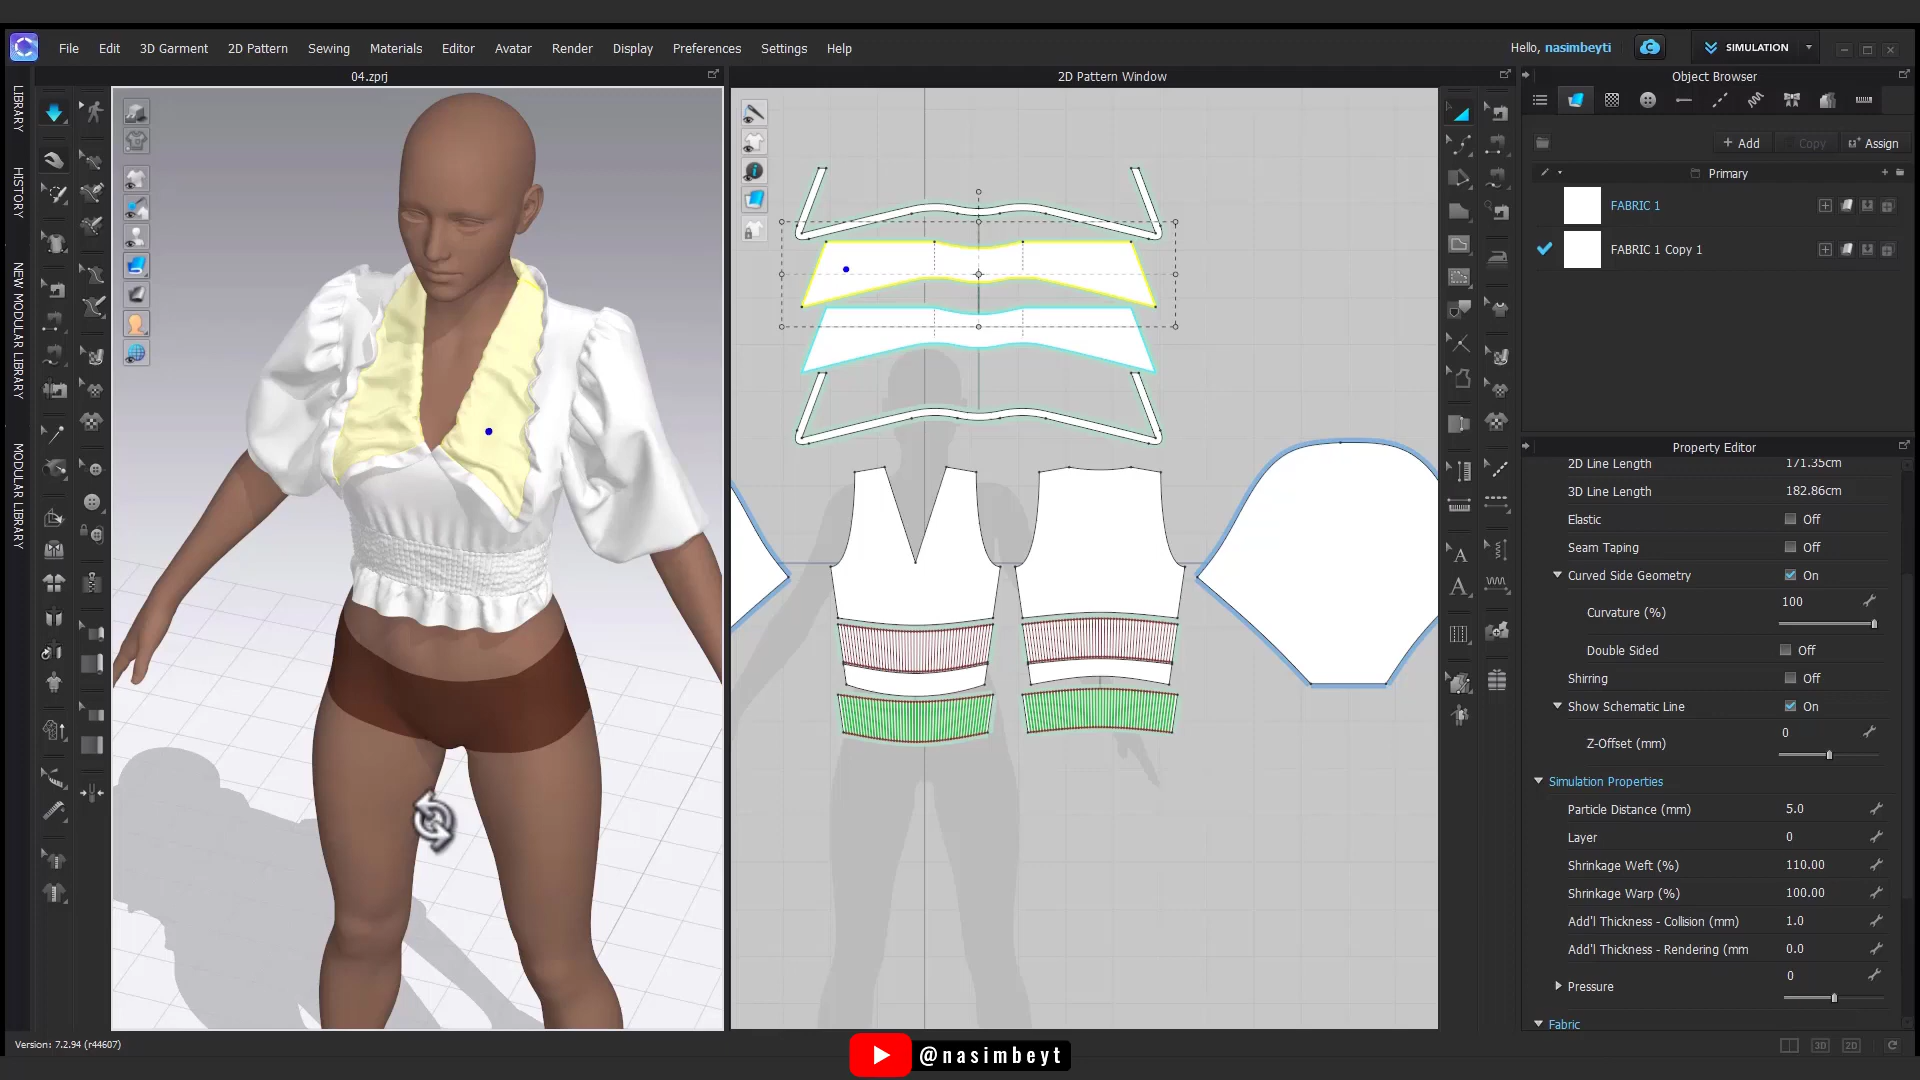 File Edit 3D Garment 2D Pattern Sewing Materials Editor Avatar Render Display Preferences Settings Help
Hello, nasimbeyti
SIMULATION
04.zprj
2D Pattern Window
Object Browser
LIBRARY
HISTORY
NEW MODULAR LIBRARY
MODULAR LIBRARY
+ Add
Copy
Assign
Primary
FABRIC 1
FABRIC 1 Copy 1
Property Editor
2D Line Length 171.35cm
3D Line Length 182.86cm
Elastic Off
Seam Taping Off
Curved Side Geometry On
Curvature (%) 100
Double Sided Off
Shirring Off
Show Schematic Line On
Z-Offset (mm) 0
Simulation Properties
Particle Distance (mm) 5.0
Layer 0
Shrinkage Weft (%) 110.00
Shrinkage Warp (%) 100.00
Add'l Thickness - Collision (mm) 1.0
Add'l Thickness - Rendering (mm 0.0
Pressure 0
Fabric
Version: 7.2.94 (r44607)
3D
2D
@nasimbeyt